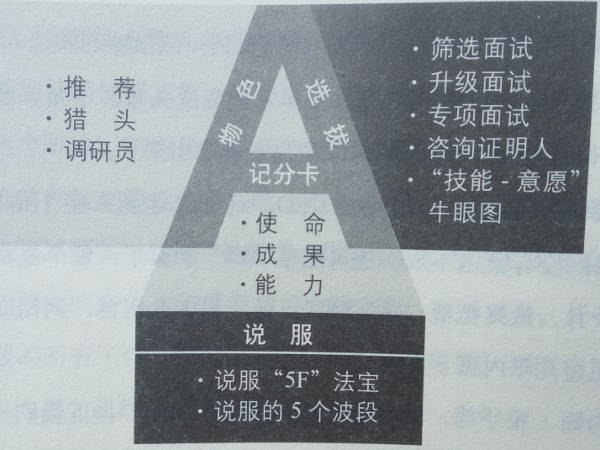 · 推 荐
· 猎 头
· 调研员
物色
选拔
· 筛选面试
· 升级面试
· 专项面试
· 咨询证明人
· “技能-意愿”
牛眼图
记分卡
· 使 命
· 成 果
· 能 力
说 服
· 说服“5F”法宝
· 说服的5个波段